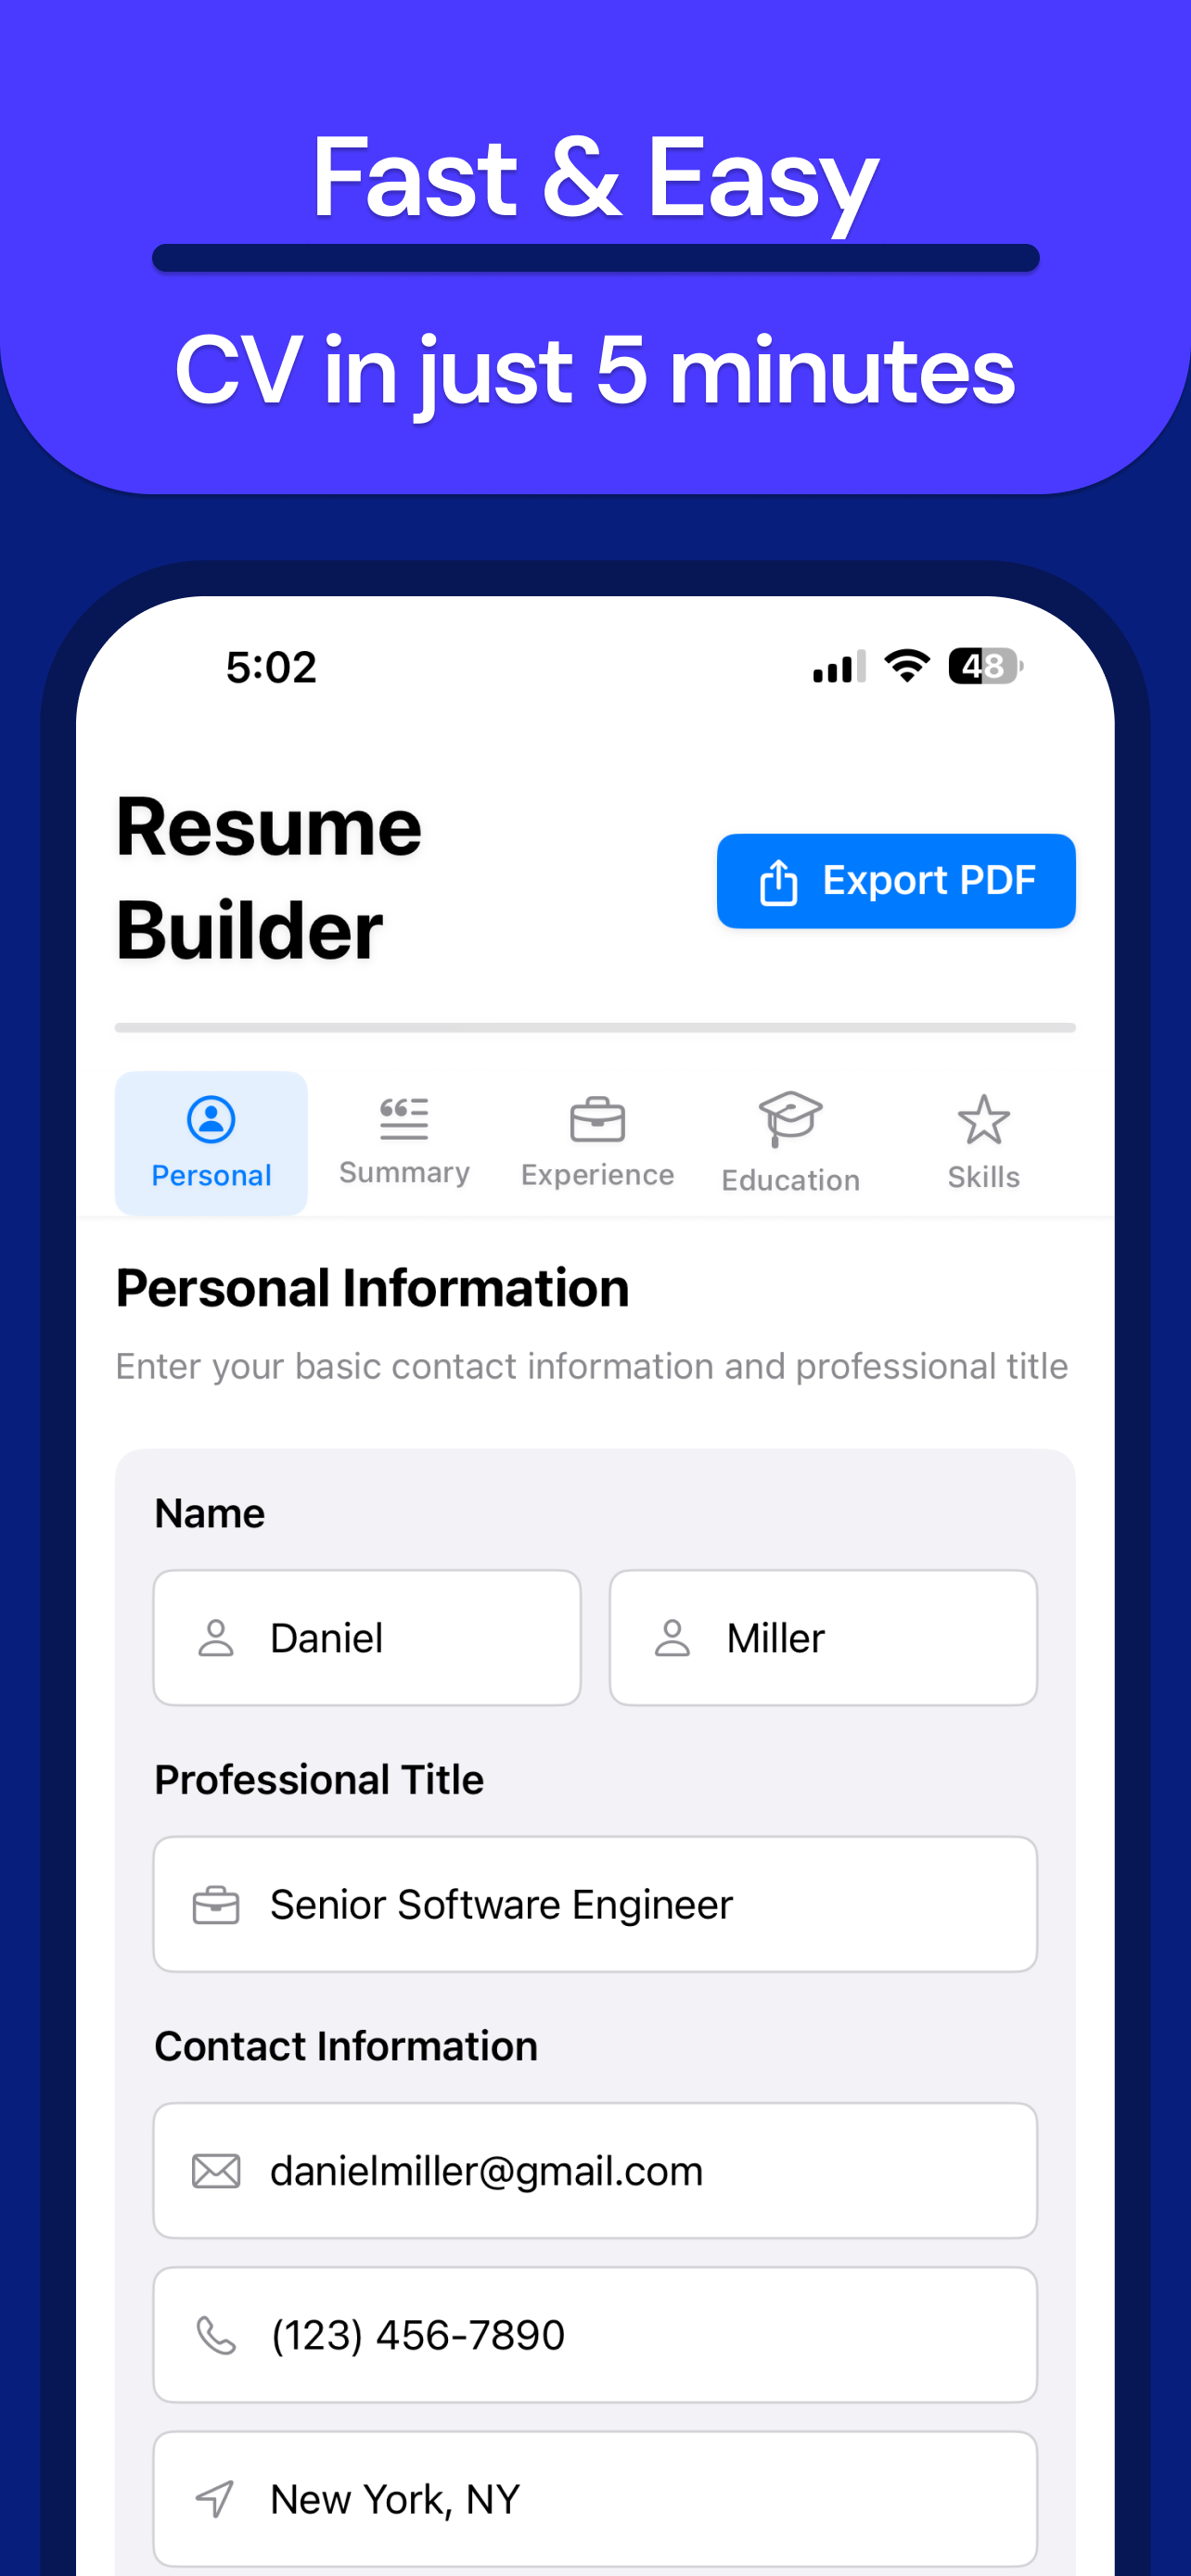 Fast & Easy
CV in just 5 minutes
5:02
48
Resume
Builder
Export PDF
Personal
Summary
Experience
Education
Skills
Personal Information
Enter your basic contact information and professional title
Name
Daniel
Miller
Professional Title
Senior Software Engineer
Contact Information
danielmiller@gmail.com
(123) 456-7890
New York, NY